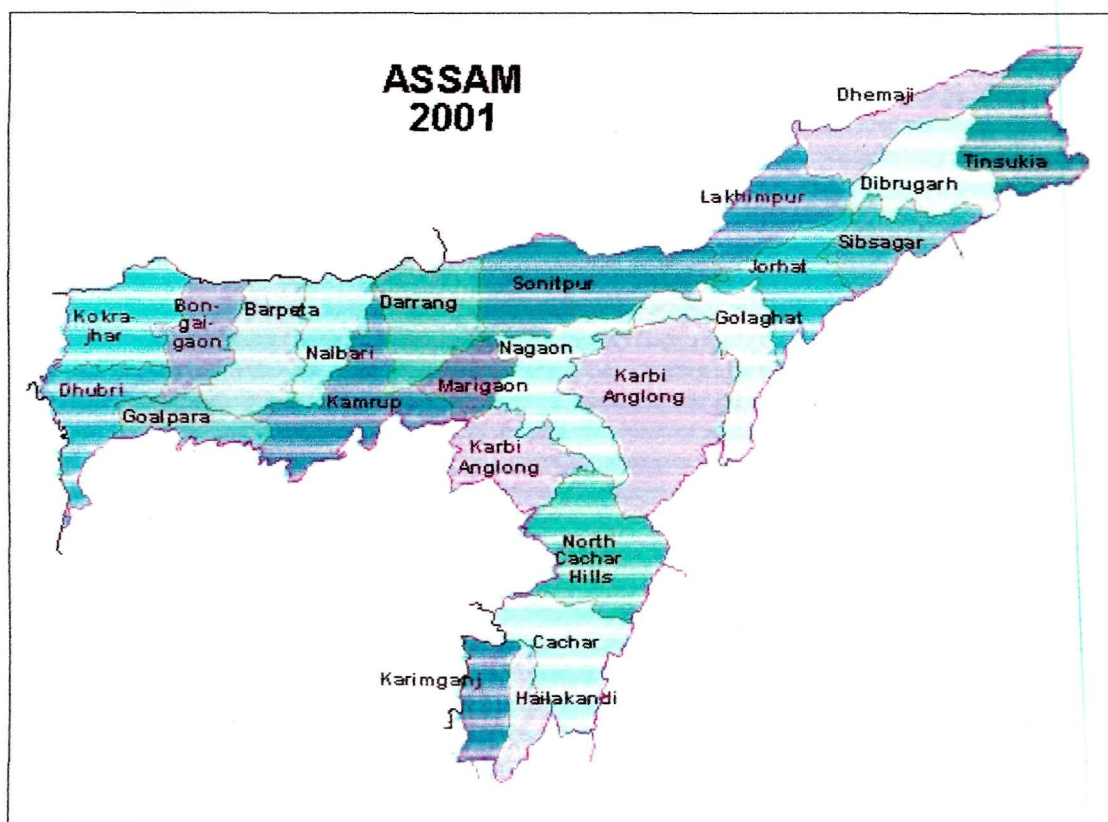 ASSAM
2001
Dhemaji
Tinsukia
Dibrugarh
Lakhimpur
Sibsagar
Jorhat
Sonitpur
Darrang
Golaghat
Kokra-
jhar
Bon-
gai-
gaon
Barpeta
Nalbari
Nagaon
Marigaon
Karbi
Anglong
Dhubri
Goalpara
Kamrup
Karbi
Anglong
North
Cachar
Hills
Cachar
Karimganj
Hailakandi